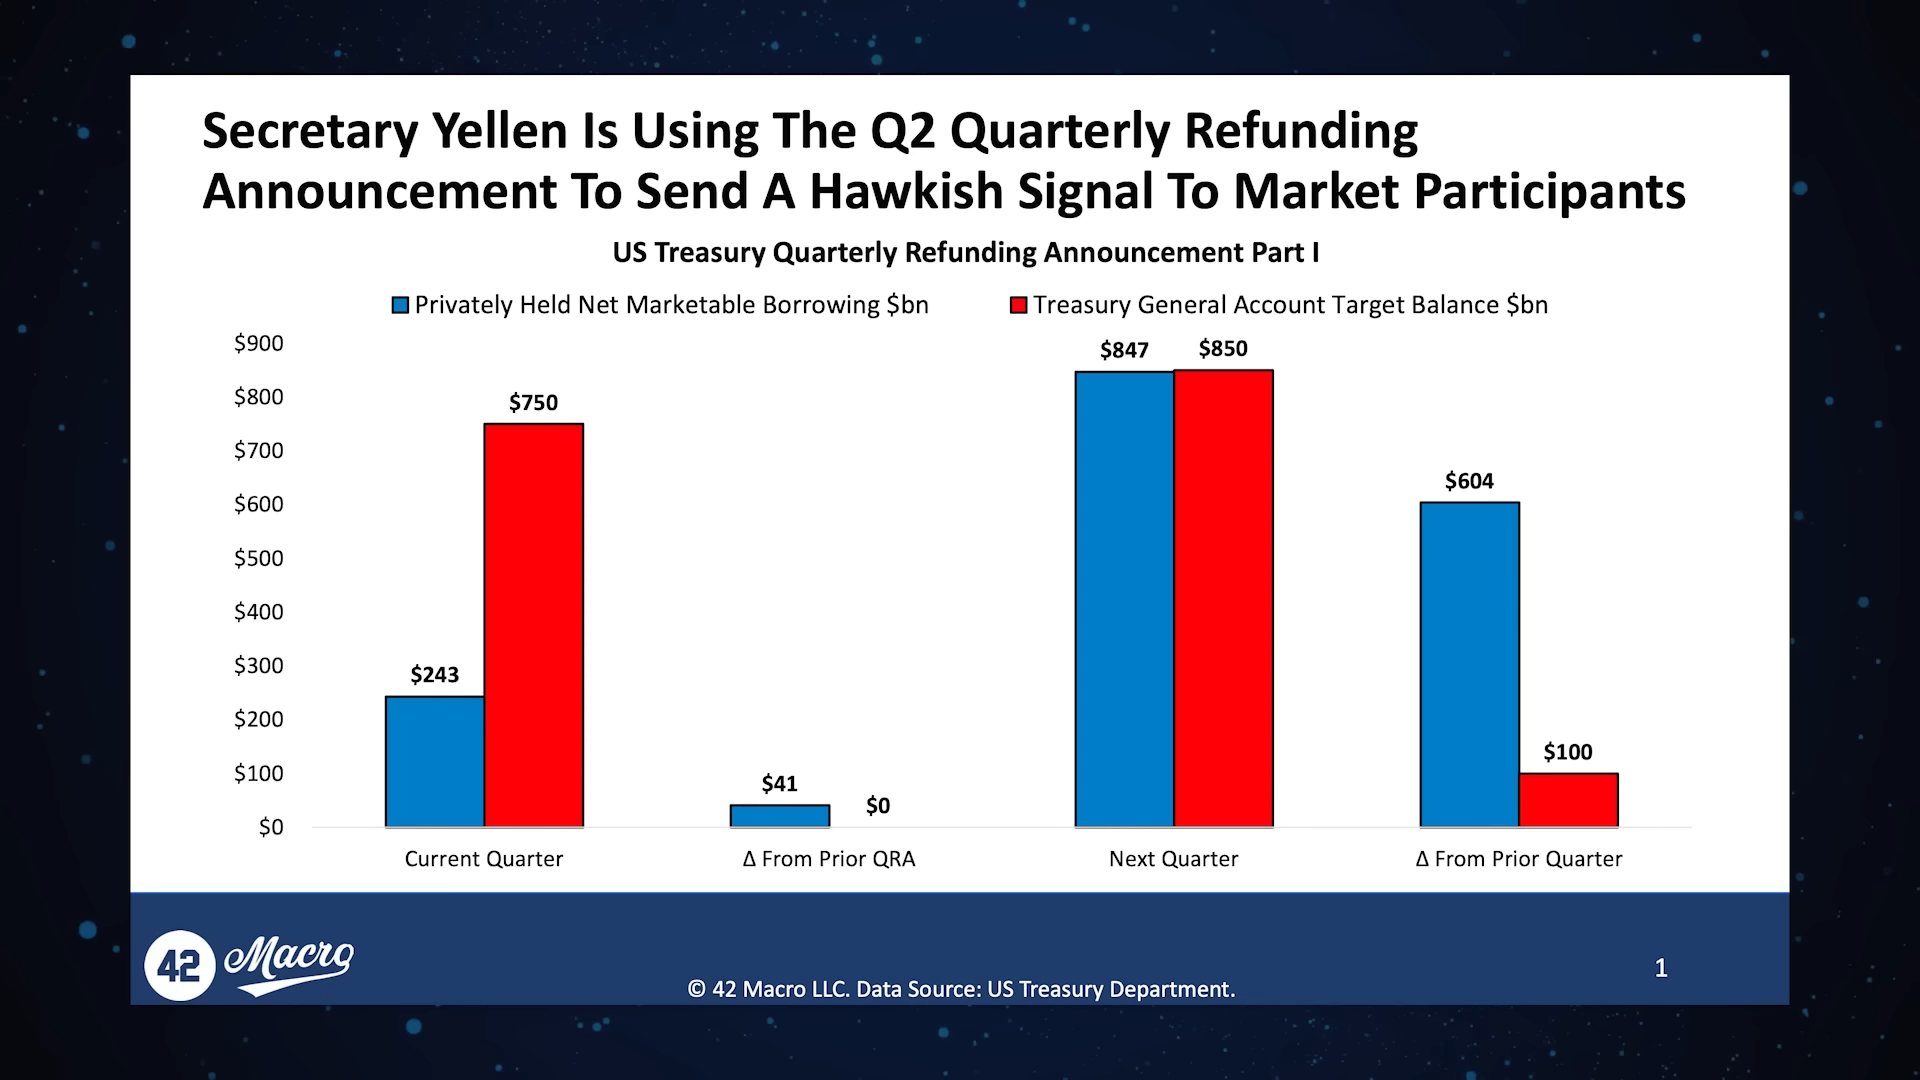 Secretary Yellen Is Using The Q2 Quarterly Refunding
Announcement To Send A Hawkish Signal To Market Participants
US Treasury Quarterly Refunding Announcement Part I
Privately Held Net Marketable Borrowing $bn
Treasury General Account Target Balance $bn
$900
$800
$700
$600
$500
$400
$300
$200
$100
$0
$243
$750
$41
$0
$847
$850
$604
$100
Current Quarter
Δ From Prior QRA
Next Quarter
Δ From Prior Quarter
42 Macro
© 42 Macro LLC. Data Source: US Treasury Department.
1